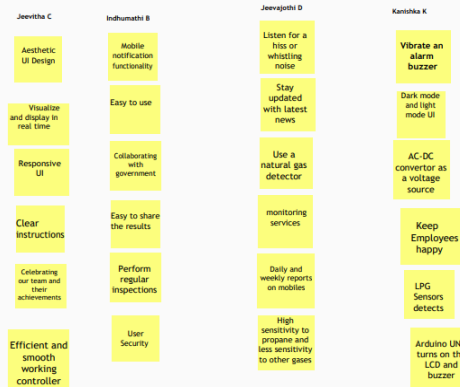 Jeevitha C
Aesthetic
UI Design
Visualize
and display in
real time
Responsive
UI
Clear
instructions
Celebrating
our team and
their
achievements
Efficient and
smooth
working
controller
Indhumathi B
Mobile
notification
functionality
Easy to use
Collaborating
with
government
Easy to share
the results
Perform
regular
inspections
User
Security
Jeevajothi D
Listen for a
hiss or
whistling
noise
Stay
updated
with latest
news
Use a
natural gas
detector
monitoring
services
Daily and
weekly reports
on mobiles
High
sensitivity to
propane and
less sensitivity
to other gases
Kanishka K
Vibrate an
alarm
buzzer
Dark mode
and light
mode UI
AC-DC
convertor as
a voltage
source
Keep
Employees
happy
LPG
Sensors
detects
Arduino UN
turns on th
LCD and
buzzer